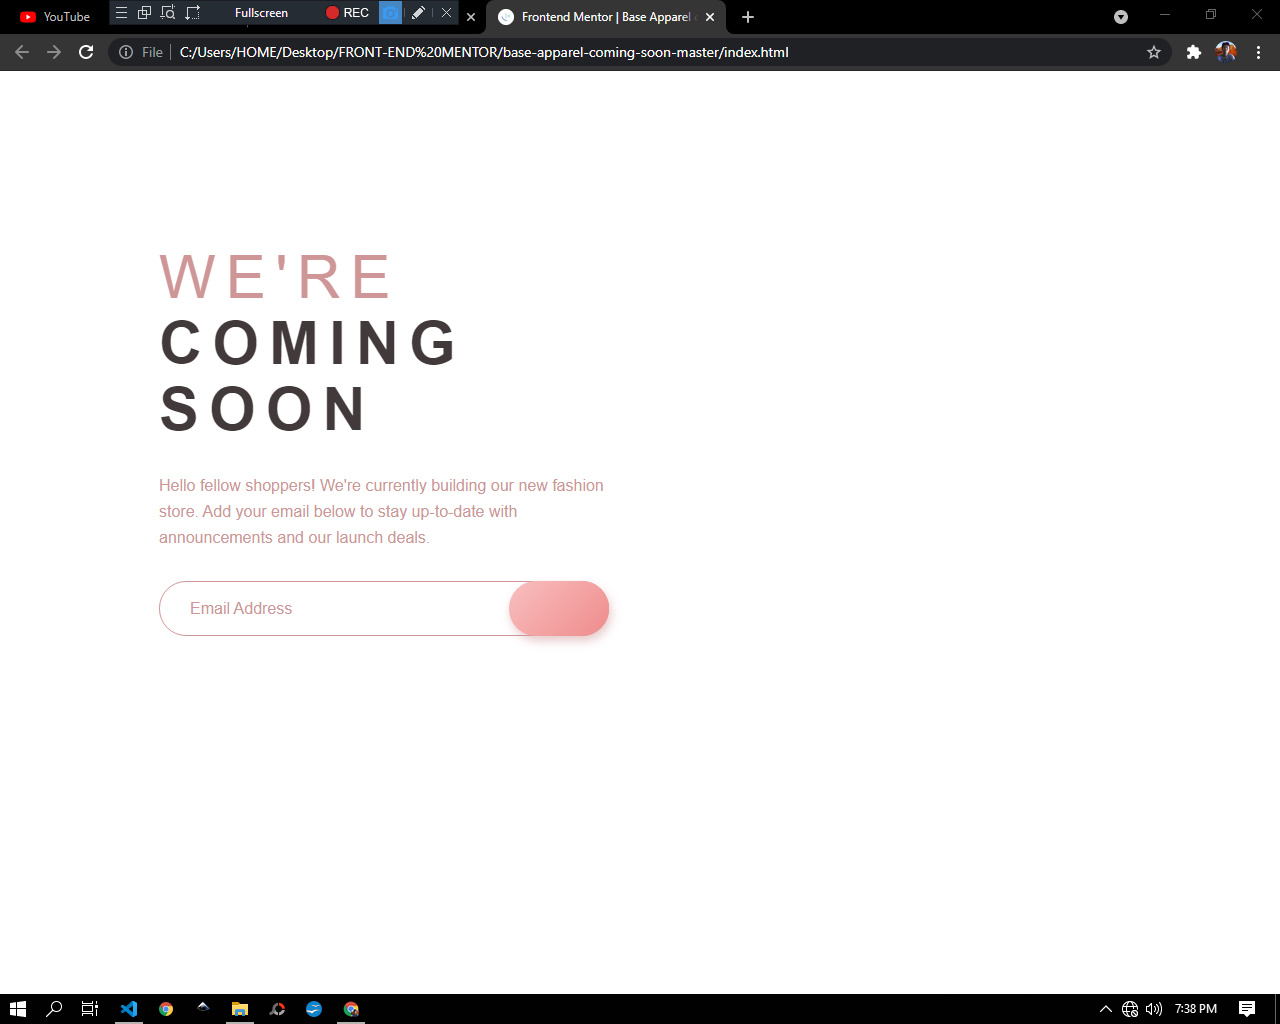 YouTube
Fullscreen
REC
Frontend Mentor | Base Apparel
File
C:/Users/HOME/Desktop/FRONT-END%20MENTOR/base-apparel-coming-soon-master/index.html
WE'RE
COMING
SOON
Hello fellow shoppers! We're currently building our new fashion
store. Add your email below to stay up-to-date with
announcements and our launch deals.
Email Address
7:38 PM